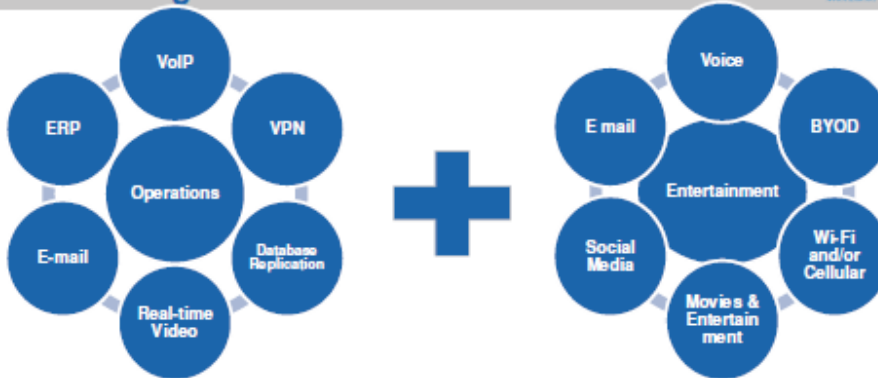 VoIP
ERP
VPN
Operations
E-mail
Database
Replication
Real-time
Video
Voice
E mail
BYOD
Entertainment
Social
Media
Wi-Fi
and/or
Cellular
Movies &
Entertain
ment